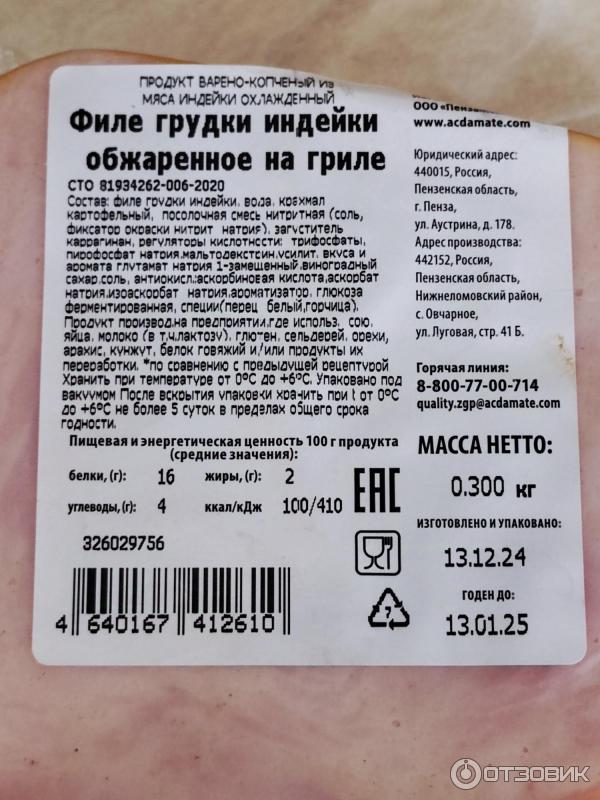 ПРОДУКТ ВАРЕНО-КОПЧЕНЫЙ ИЗ
МЯСА ИНДЕЙКИ ОХЛАЖДЕННЫЙ
Филе грудки индейки
обжаренное на гриле
СТО 81934262-006-2020
Состав: филе грудки индейки, вода, крахмал
картофельный, посолочная смесь нитритная (соль,
фиксатор окраски нитрит натрия), загуститель
каррагинан, регуляторы кислотности: трифосфаты,
пирофосфат натрия,мальтодекстрин,усилит. вкуса и
аромата глутамат натрия 1-замещенный,виноградный
сахар,соль, антиокисл:аскорбиновая кислота,аскорбат
натрия,изоаскорбат натрия,ароматизатор, глюкоза
ферментированная, специи(перец белый,горчица).
Продукт производ.на предприятии,где использ. сою,
яйца, молоко (в т.ч.лактозу), глютен, сельдерей, орехи,
арахис, кунжут, белок говяжий и/или продукты их
переработки. *по сравнению с предыдущей рецептурой
Хранить при температуре от 0°С до +6°С. Упаковано под
вакуумом После вскрытия упаковки хранить при t от 0°С
до +6°С не более 5 суток в пределах общего срока
годности.
Пищевая и энергетическая ценность 100 г продукта
(средние значения):
белки, (г): 16 жиры, (г): 2
углеводы, (г): 4 ккал/кДж 100/410
326029756
4 640167 412610
ООО «Пенза
www.acdamate.com
Юридический адрес:
440015, Россия,
Пензенская область,
г. Пенза,
ул. Аустрина, д. 178.
Адрес производства:
442152, Россия,
Пензенская область,
Нижнеломовский район,
с. Овчарное,
ул. Луговая, стр. 41 Б.
Горячая линия:
8-800-77-00-714
quality.zgp@acdamate.com
МАССА НЕТТО:
0.300 кг
ИЗГОТОВЛЕНО И УПАКОВАНО:
13.12.24
ГОДЕН ДО:
13.01.25
EAC
7
ОТЗОВИК